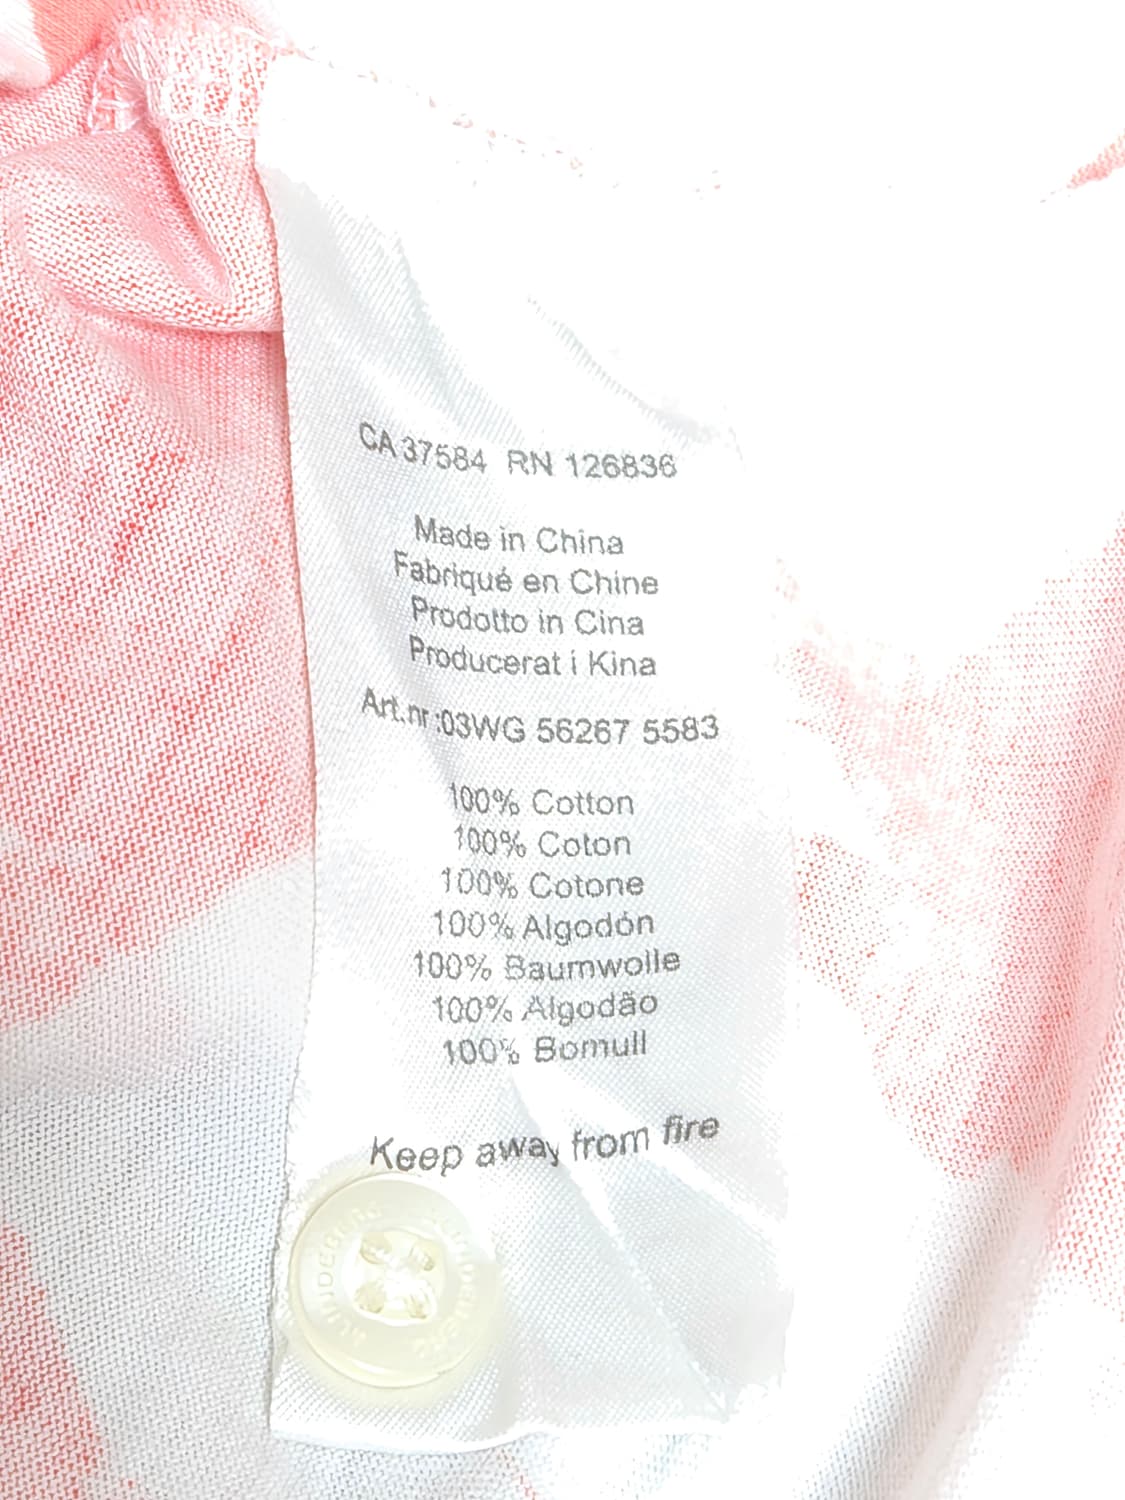 CA 37584 RN 126836
Made in China
Fabriqué en Chine
Prodotto in Cina
Producerat i Kina
Art.nr:03WG 56267 5583
100% Cotton
100% Coton
100% Cotone
100% Algodón
100% Baumwolle
100% Algodão
100% Bomull
Keep away from fire